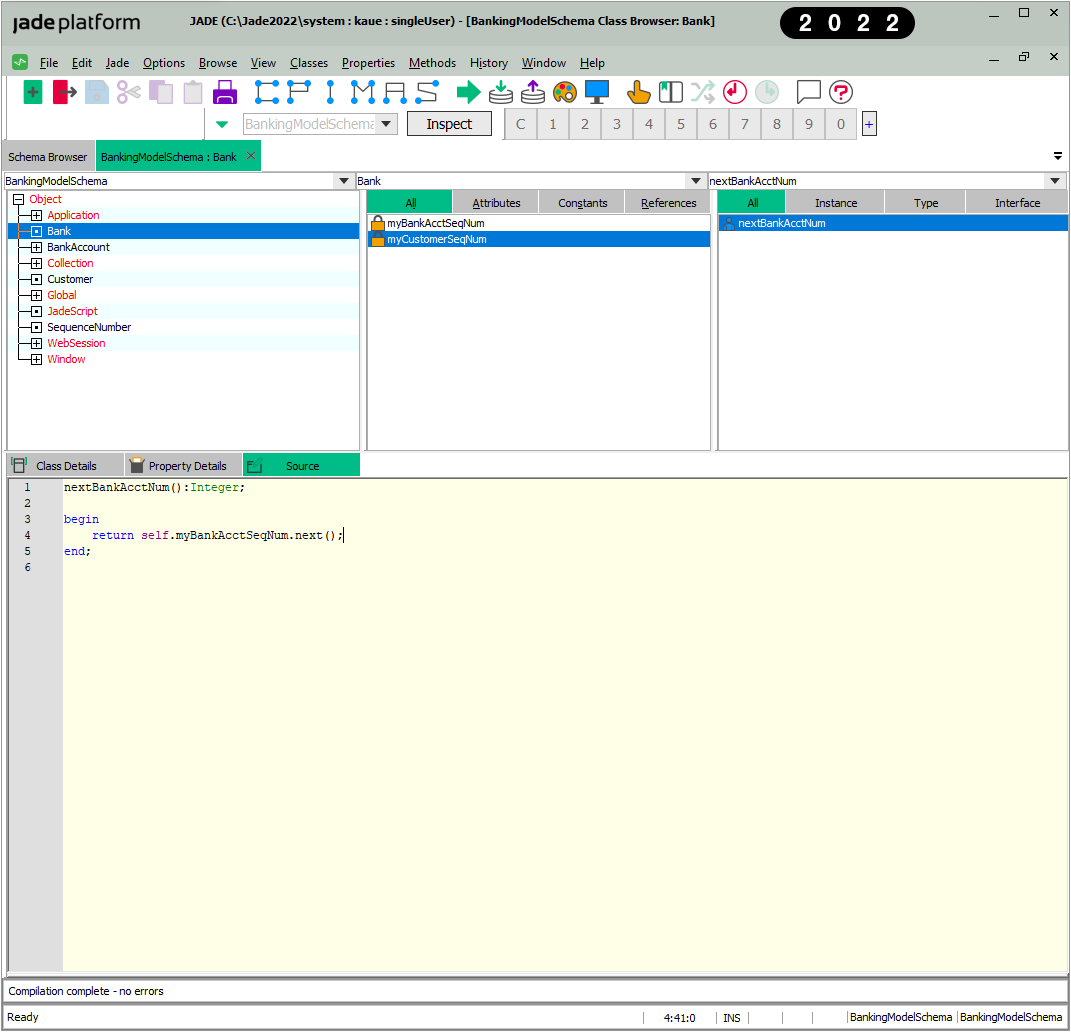 jadeplatform
JADE (C:\Jade2022\system : kaue : singleUser) - [BankingModelSchema Class Browser: Bank]
2 0 2 2
File Edit Jade Options Browse View Classes Properties Methods History Window Help
BankingModelSchema
Inspect
C 1 2 3 4 5 6 7 8 9 0 +
Schema Browser
BankingModelSchema : Bank
BankingModelSchema
Bank
nextBankAcctNum
Object
Application
Bank
BankAccount
Collection
Customer
Global
JadeScript
SequenceNumber
WebSession
Window
All Attributes Constants References
myBankAcctSeqNum
myCustomerSeqNum
All Instance Type Interface
nextBankAcctNum
Class Details Property Details Source
1 nextBankAcctNum():Integer;
2
3 begin
4 return self.myBankAcctSeqNum.next();
5 end;
6
Compilation complete - no errors
Ready 4:41:0 INS BankingModelSchema BankingModelSchema